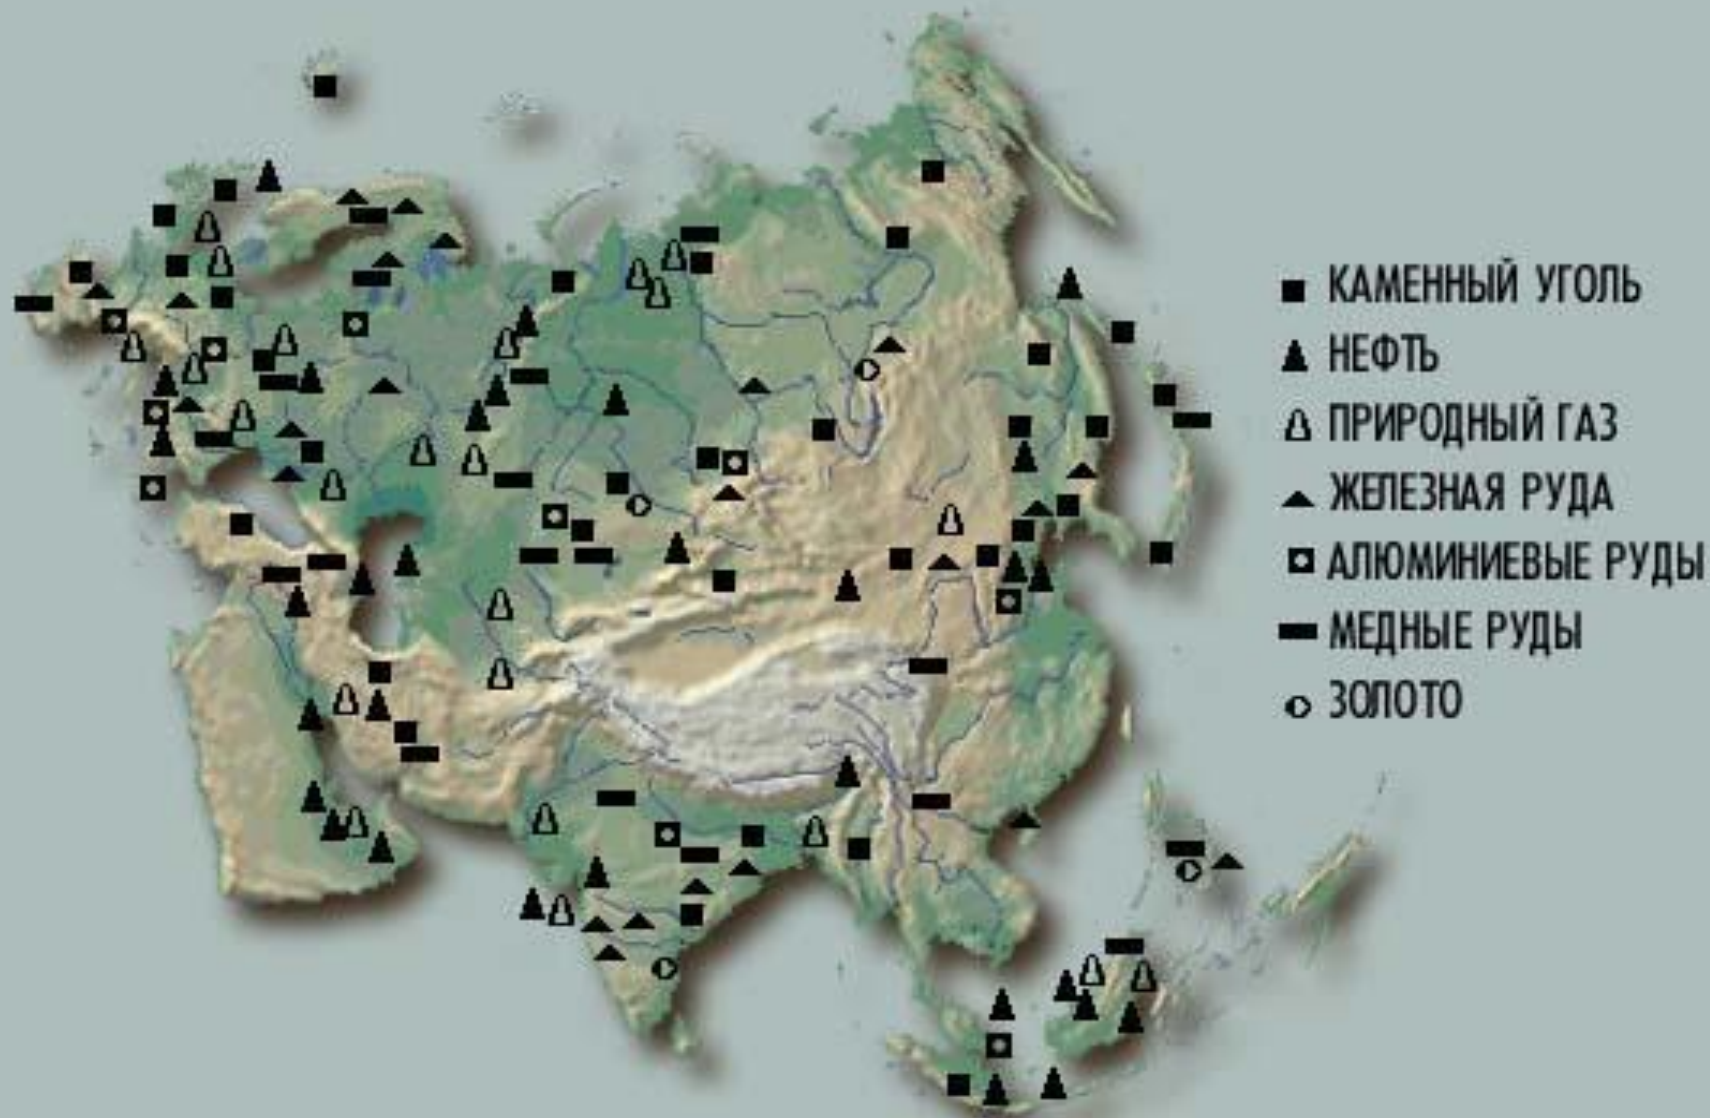 КАМЕННЫЙ УГОЛЬ
НЕФТЬ
ПРИРОДНЫЙ ГАЗ
ЖЕЛЕЗНАЯ РУДА
АЛЮМИНИЕВЫЕ РУДЫ
МЕДНЫЕ РУДЫ
ЗОЛОТО